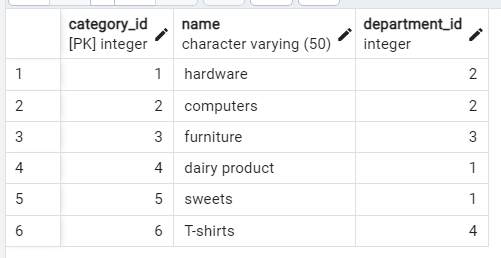 category_id name department_id
[PK] integer character varying (50) integer
1 1 hardware 2
2 2 computers 2
3 3 furniture 3
4 4 dairy product 1
5 5 sweets 1
6 6 T-shirts 4